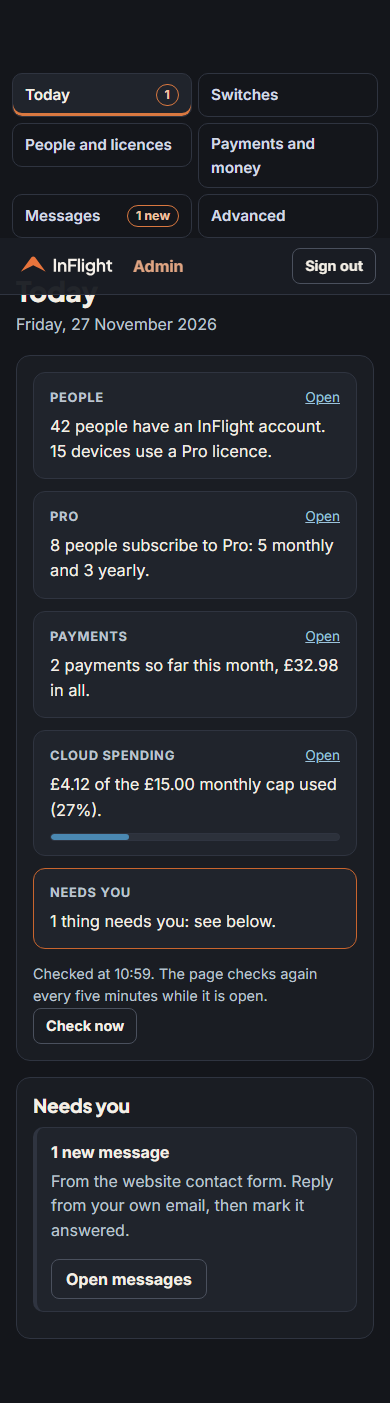 Today 1
Switches
People and licences
Payments and
money
Messages 1 new
Advanced
InFlight Admin
Sign out
Today
Friday, 27 November 2026
PEOPLE Open
42 people have an InFlight account.
15 devices use a Pro licence.
PRO Open
8 people subscribe to Pro: 5 monthly
and 3 yearly.
PAYMENTS Open
2 payments so far this month, £32.98
in all.
CLOUD SPENDING Open
£4.12 of the £15.00 monthly cap used
(27%).
NEEDS YOU
1 thing needs you: see below.
Checked at 10:59. The page checks again
every five minutes while it is open.
Check now
Needs you
1 new message
From the website contact form. Reply
from your own email, then mark it
answered.
Open messages